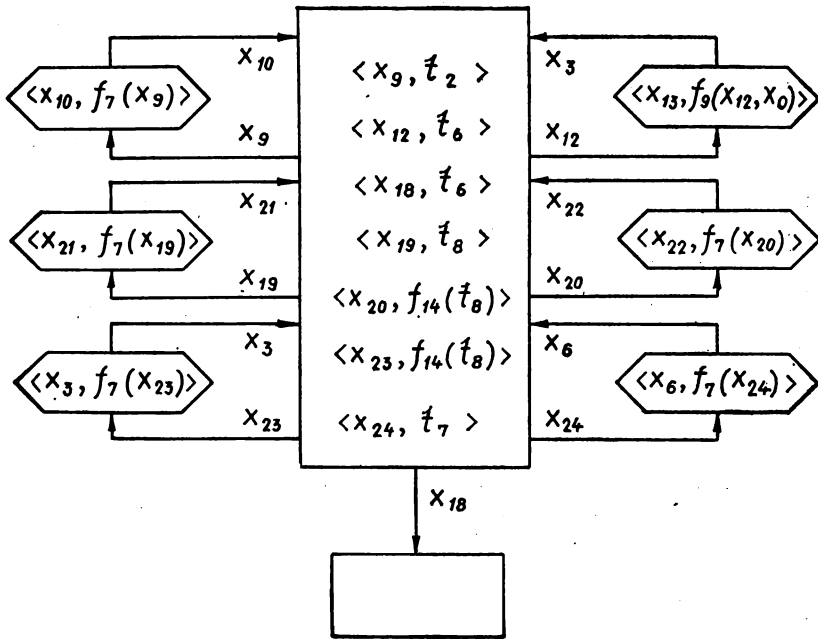 x₁₀
<x₁₀, f₇(x₉)>
x₉
x₂₁
<x₂₁, f₇(x₁₉)>
x₁₉
x₃
<x₃, f₇(x₂₃)>
x₂₃
<x₉, t₂>
<x₁₂, t₆>
<x₁₈, t₆>
<x₁₉, t₈>
<x₂₀, f₁₄(t₈)>
<x₂₃, f₁₄(t₈)>
<x₂₄, t₇>
x₃
<x₁₃, f₉(x₁₂, x₀)>
x₁₂
x₂₂
<x₂₂, f₇(x₂₀)>
x₂₀
x₆
<x₆, f₇(x₂₄)>
x₂₄
x₁₈